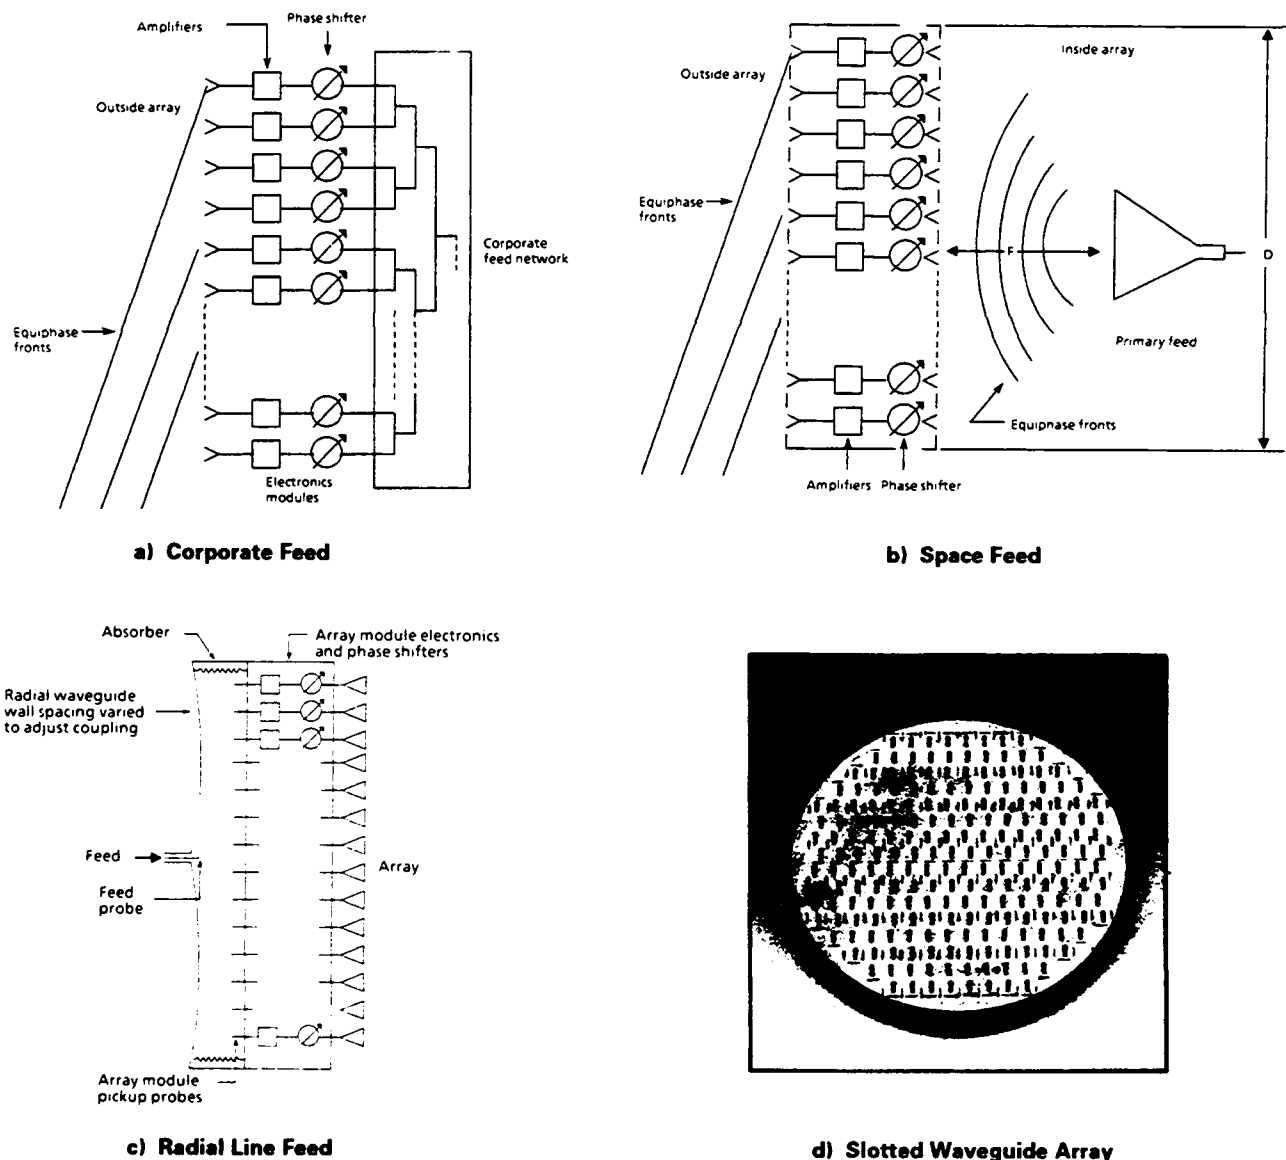 Amplifiers
Phase shifter
Outside array
Equiphase
fronts
Corporate
feed network
Electronics
modules
a) Corporate Feed
Inside array
Outside array
Equiphase
fronts
F
D
Primary feed
Equiphase fronts
Amplifiers
Phase shifter
b) Space Feed
Absorber
Array module electronics
and phase shifters
Radial waveguide
wall spacing varied
to adjust coupling
Feed
Feed
probe
Array
Array module
pickup probes
c) Radial Line Feed
d) Slotted Waveguide Array